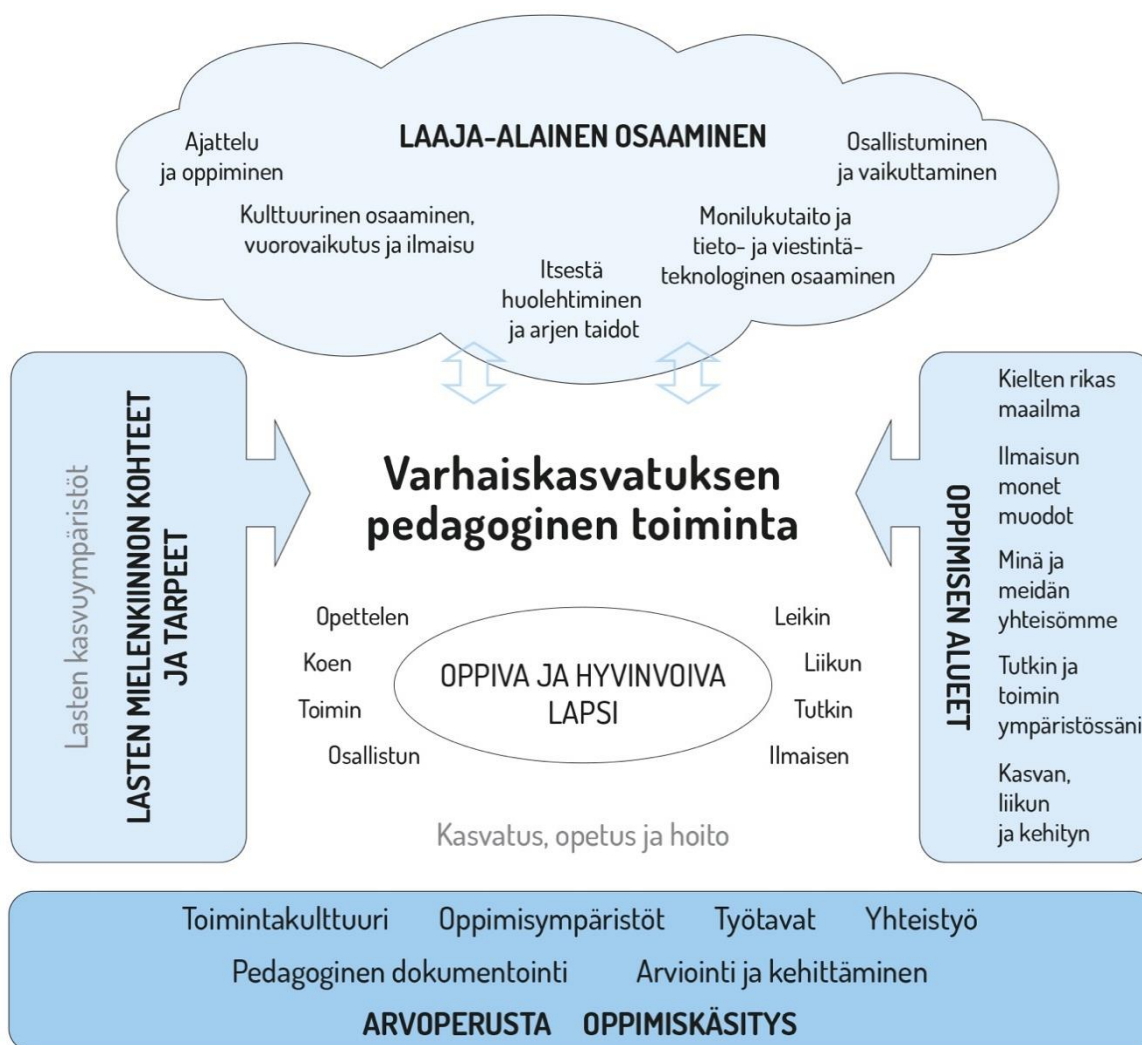 LAAJA-ALAINEN OSAAMINEN
Ajattelu
ja oppiminen
Kulttuurinen osaaminen,
vuorovaikutus ja ilmaisu
Itsestä
huolehtiminen
ja arjen taidot
Monilukutaito ja
tieto- ja viestintä-
teknologinen osaaminen
Osallistuminen
ja vaikuttaminen
Lasten kasvuympäristöt
LASTEN MIELENKIINNON KOHTEET
JA TARPEET
Varhaiskasvatuksen
pedagoginen toiminta
Opettelen
Koen
Toimin
Osallistun
OPPIVA JA HYVINVOIVA
LAPSI
Leikin
Liikun
Tutkin
Ilmaisen
Kasvatus, opetus ja hoito
OPPIMISEN ALUEET
Kielten rikas
maailma
Ilmaisun
monet
muodot
Minä ja
meidän
yhteisömme
Tutkin ja
toimin
ympäristössäni
Kasvan,
liikun
ja kehityn
Toimintakulttuuri Oppimisympäristöt Työtavat Yhteistyö
Pedagoginen dokumentointi Arviointi ja kehittäminen
ARVOPERUSTA OPPIMISKÄSITYS